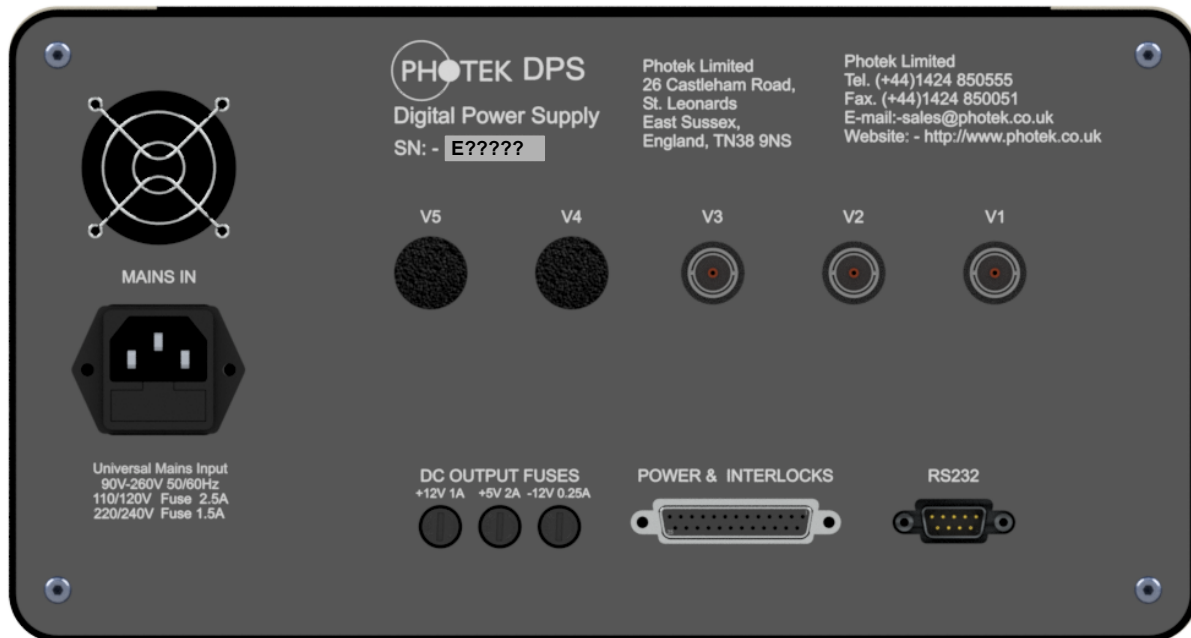 PHOTEK DPS
Digital Power Supply
SN: - E?????
Photek Limited
26 Castleham Road,
St. Leonards
East Sussex,
England, TN38 9NS
Photek Limited
Tel. (+44)1424 850555
Fax. (+44)1424 850051
E-mail:-sales@photek.co.uk
Website: - http://www.photek.co.uk
V5 V4 V3 V2 V1
MAINS IN
Universal Mains Input
90V-260V 50/60Hz
110/120V Fuse 2.5A
220/240V Fuse 1.5A
DC OUTPUT FUSES
+12V 1A +5V 2A -12V 0.25A
POWER & INTERLOCKS
RS232